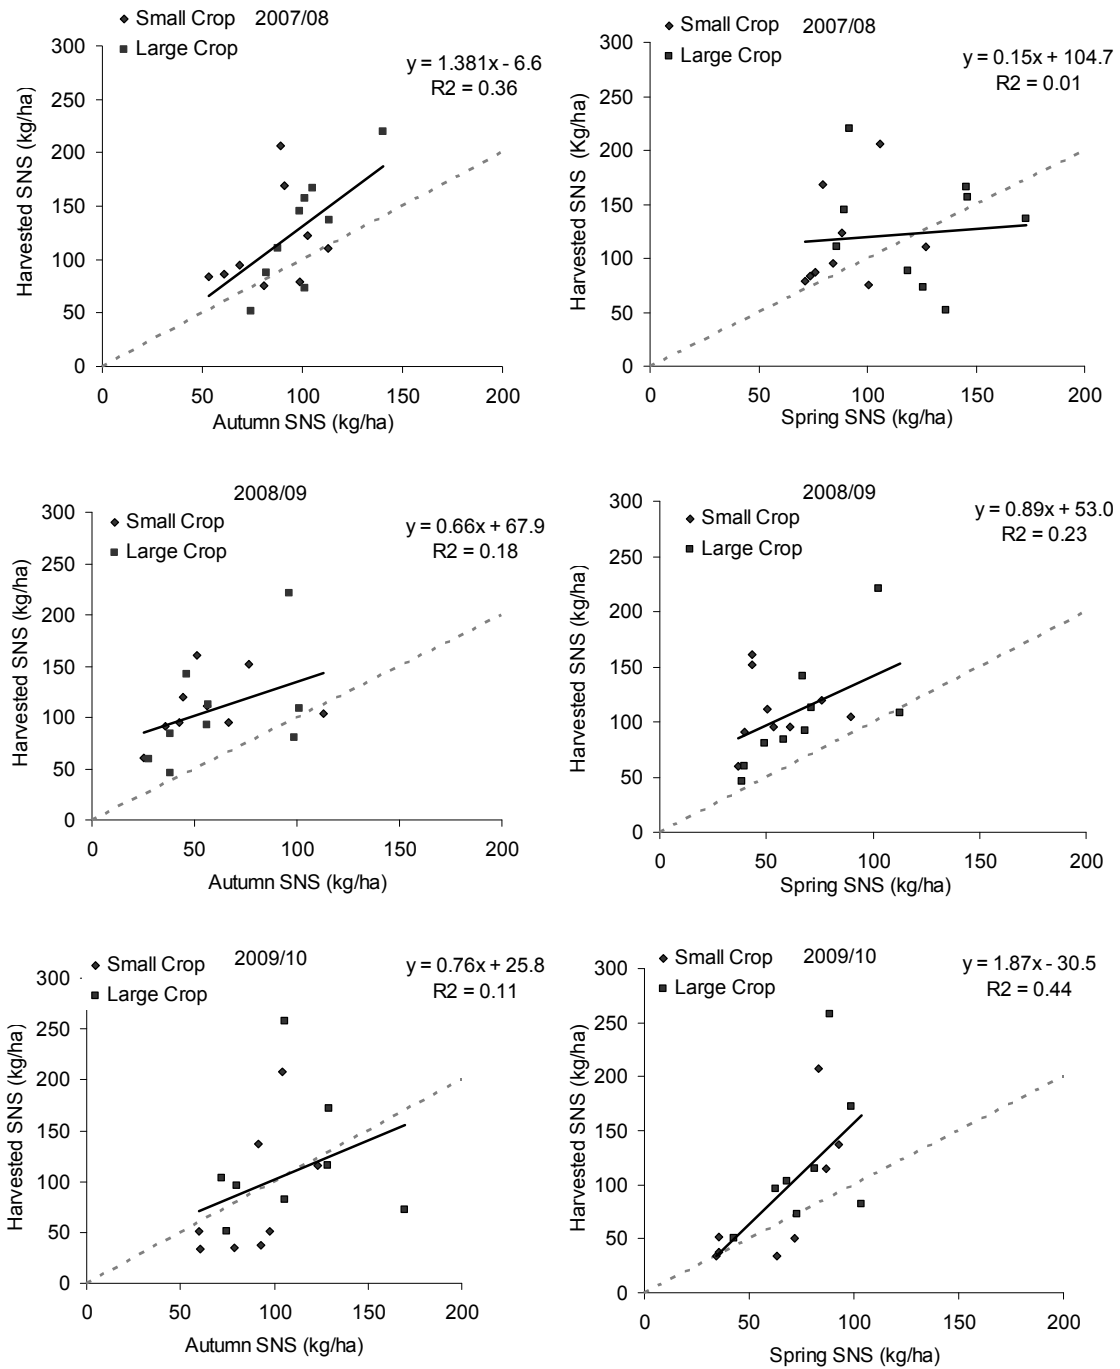 Small Crop 2007/08
Large Crop
y = 1.381x - 6.6
R2 = 0.36
300
250
200
150
100
50
0
Harvested SNS (kg/ha)
0 50 100 150 200
Autumn SNS (kg/ha)
Small Crop 2007/08
Large Crop
y = 0.15x + 104.7
R2 = 0.01
300
250
200
150
100
50
0
Harvested SNS (Kg/ha)
0 50 100 150 200
Spring SNS (kg/ha)
2008/09
Small Crop
Large Crop
y = 0.66x + 67.9
R2 = 0.18
300
250
200
150
100
50
0
Harvested SNS (kg/ha)
0 50 100 150 200
Autumn SNS (kg/ha)
2008/09
Small Crop
Large Crop
y = 0.89x + 53.0
R2 = 0.23
300
250
200
150
100
50
0
Harvested SNS (kg/ha)
0 50 100 150 200
Spring SNS (kg/ha)
Small Crop 2009/10
Large Crop
y = 0.76x + 25.8
R2 = 0.11
300
250
200
150
100
50
0
Harvested SNS (kg/ha)
0 50 100 150 200
Autumn SNS (kg/ha)
Small Crop 2009/10
Large Crop
y = 1.87x - 30.5
R2 = 0.44
300
250
200
150
100
50
0
Harvested SNS (kg/ha)
0 50 100 150 200
Spring SNS (kg/ha)